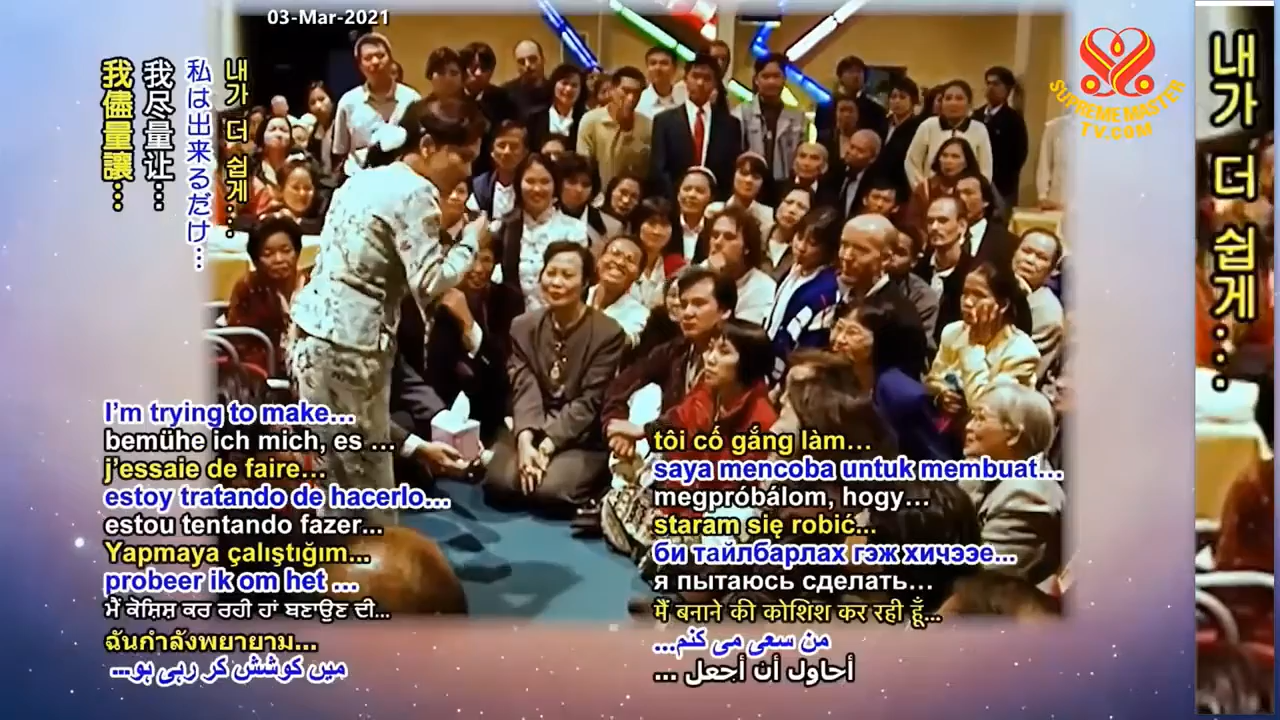 03-Mar-2021
SUPREME MASTER
TV.COM
내가 더 쉽게…
私は出来るだけ…
我尽量让…
我儘量讓…
내가 더 쉽게…
I'm trying to make…
bemühe ich mich, es …
j'essaie de faire…
estoy tratando de hacerlo…
estou tentando fazer...
Yapmaya çalıştığım...
probeer ik om het …
ਮੈਂ ਕੋਸ਼ਿਸ਼ ਕਰ ਰਹੀ ਹਾਂ ਬਣਾਉਣ ਦੀ...
ฉันกำลังพยายาม...
میں کوشش کر رہی ہو...
tôi cố gắng làm…
saya mencoba untuk membuat…
megpróbálom, hogy…
staram się robić...
би тайлбарлах гэж хичээе...
я пытаюсь сделать…
मैं बनाने की कोशिश कर रही हूँ...
من سعی می کنم...
أحاول أن أجعل ...